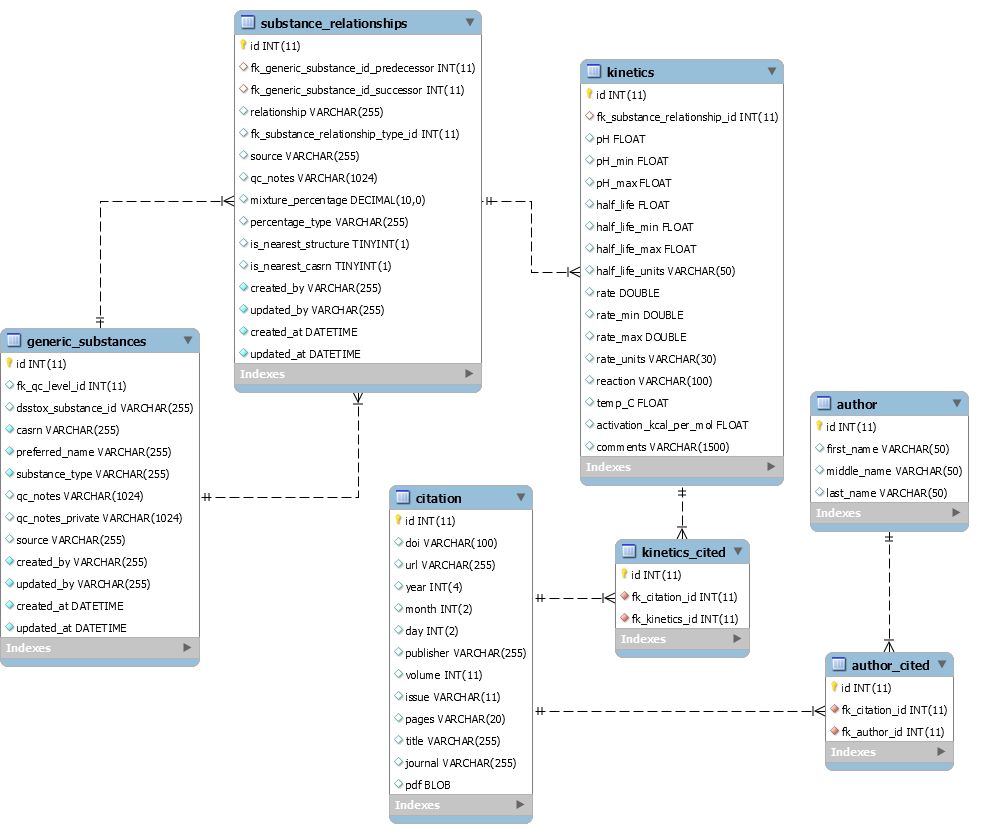 substance_relationships
id INT(11)
fk_generic_substance_id_predecessor INT(11)
fk_generic_substance_id_successor INT(11)
relationship VARCHAR(255)
fk_substance_relationship_type_id INT(11)
source VARCHAR(255)
qc_notes VARCHAR(1024)
mixture_percentage DECIMAL(10,0)
percentage_type VARCHAR(255)
is_nearest_structure TINYINT(1)
is_nearest_casrn TINYINT(1)
created_by VARCHAR(255)
updated_by VARCHAR(255)
created_at DATETIME
updated_at DATETIME
Indexes
kinetics
id INT(11)
fk_substance_relationship_id INT(11)
pH FLOAT
pH_min FLOAT
pH_max FLOAT
half_life FLOAT
half_life_min FLOAT
half_life_max FLOAT
half_life_units VARCHAR(50)
rate DOUBLE
rate_min DOUBLE
rate_max DOUBLE
rate_units VARCHAR(30)
reaction VARCHAR(100)
temp_C FLOAT
activation_kcal_per_mol FLOAT
comments VARCHAR(1500)
Indexes
generic_substances
id INT(11)
fk_qc_level_id INT(11)
dsstox_substance_id VARCHAR(255)
casrn VARCHAR(255)
preferred_name VARCHAR(255)
substance_type VARCHAR(255)
qc_notes VARCHAR(1024)
qc_notes_private VARCHAR(1024)
source VARCHAR(255)
created_by VARCHAR(255)
updated_by VARCHAR(255)
created_at DATETIME
updated_at DATETIME
Indexes
author
id INT(11)
first_name VARCHAR(50)
middle_name VARCHAR(50)
last_name VARCHAR(50)
Indexes
citation
id INT(11)
doi VARCHAR(100)
url VARCHAR(255)
year INT(4)
month INT(2)
day INT(2)
publisher VARCHAR(255)
volume INT(11)
issue VARCHAR(11)
pages VARCHAR(20)
title VARCHAR(255)
journal VARCHAR(255)
pdf BLOB
Indexes
kinetics_cited
id INT(11)
fk_citation_id INT(11)
fk_kinetics_id INT(11)
Indexes
author_cited
id INT(11)
fk_citation_id INT(11)
fk_author_id INT(11)
Indexes